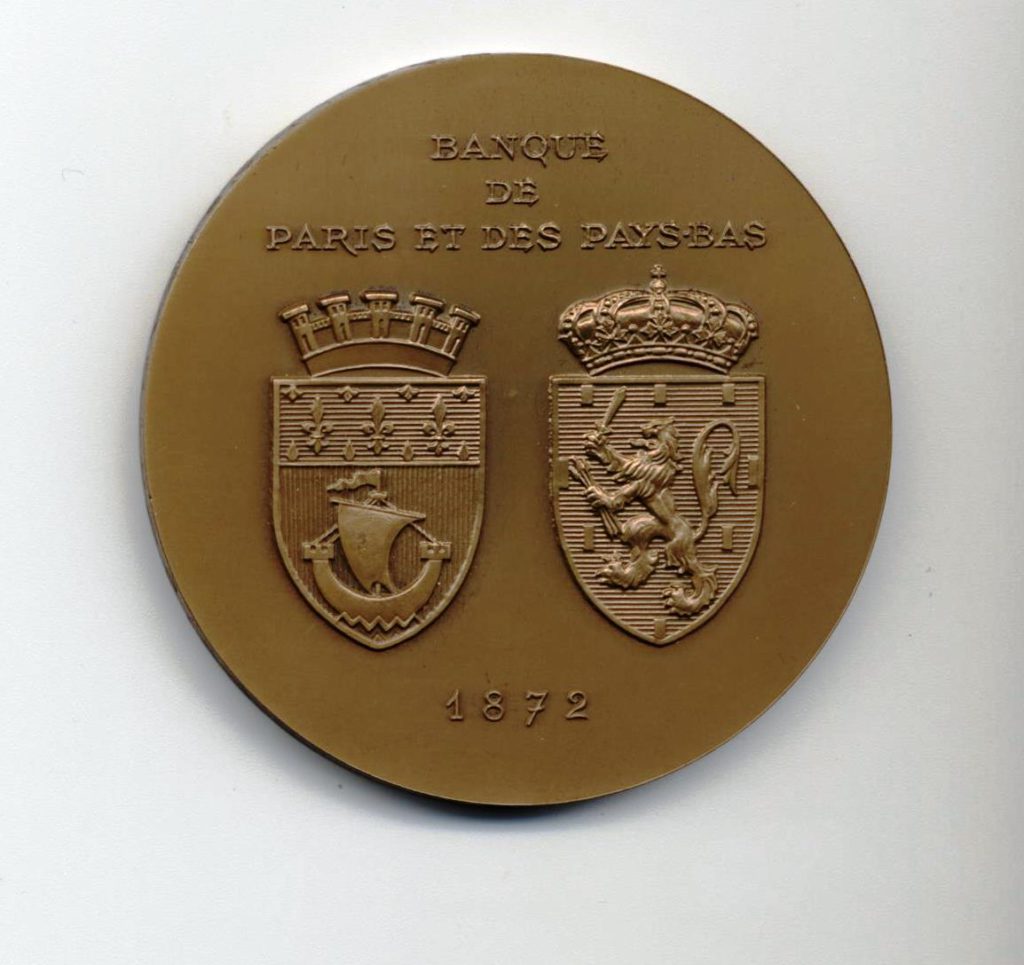 BANQUE
DE
PARIS ET DES PAYS-BAS
1872